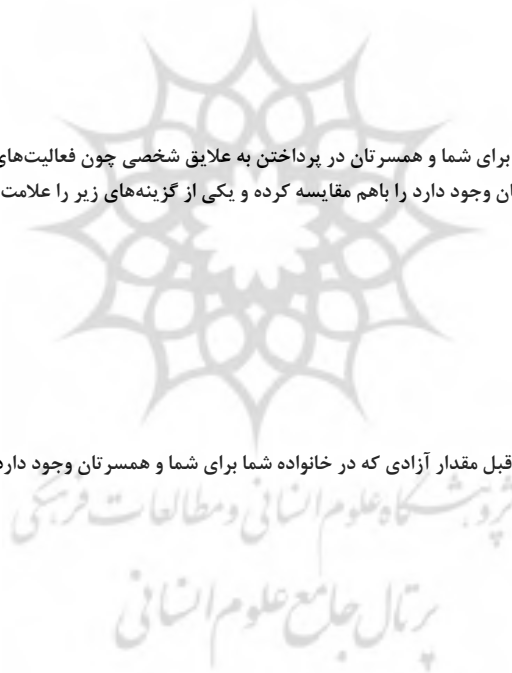 برای شما و همسرتان در پرداختن به علایق شخصی چون فعالیت‌های
ان وجود دارد را باهم مقایسه کرده و یکی از گزینه‌های زیر را علامت
قبل مقدار آزادی که در خانواده شما برای شما و همسرتان وجود دارد
پژوهشگاه علوم انسانی و مطالعات فرهنگی
پرتال جامع علوم انسانی